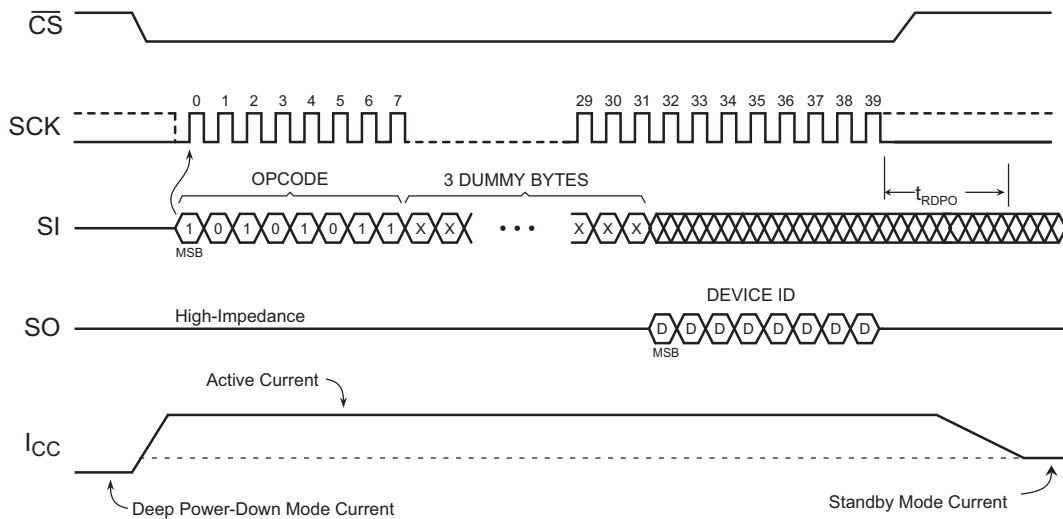 CS
SCK
0 1 2 3 4 5 6 7 29 30 31 32 33 34 35 36 37 38 39
OPCODE 3 DUMMY BYTES tRDPO
SI
1 0 1 0 1 0 1 1 X X • • • X X X
MSB
DEVICE ID
SO
High-Impedance
D D D D D D D D
MSB
Active Current
ICC
Deep Power-Down Mode Current
Standby Mode Current